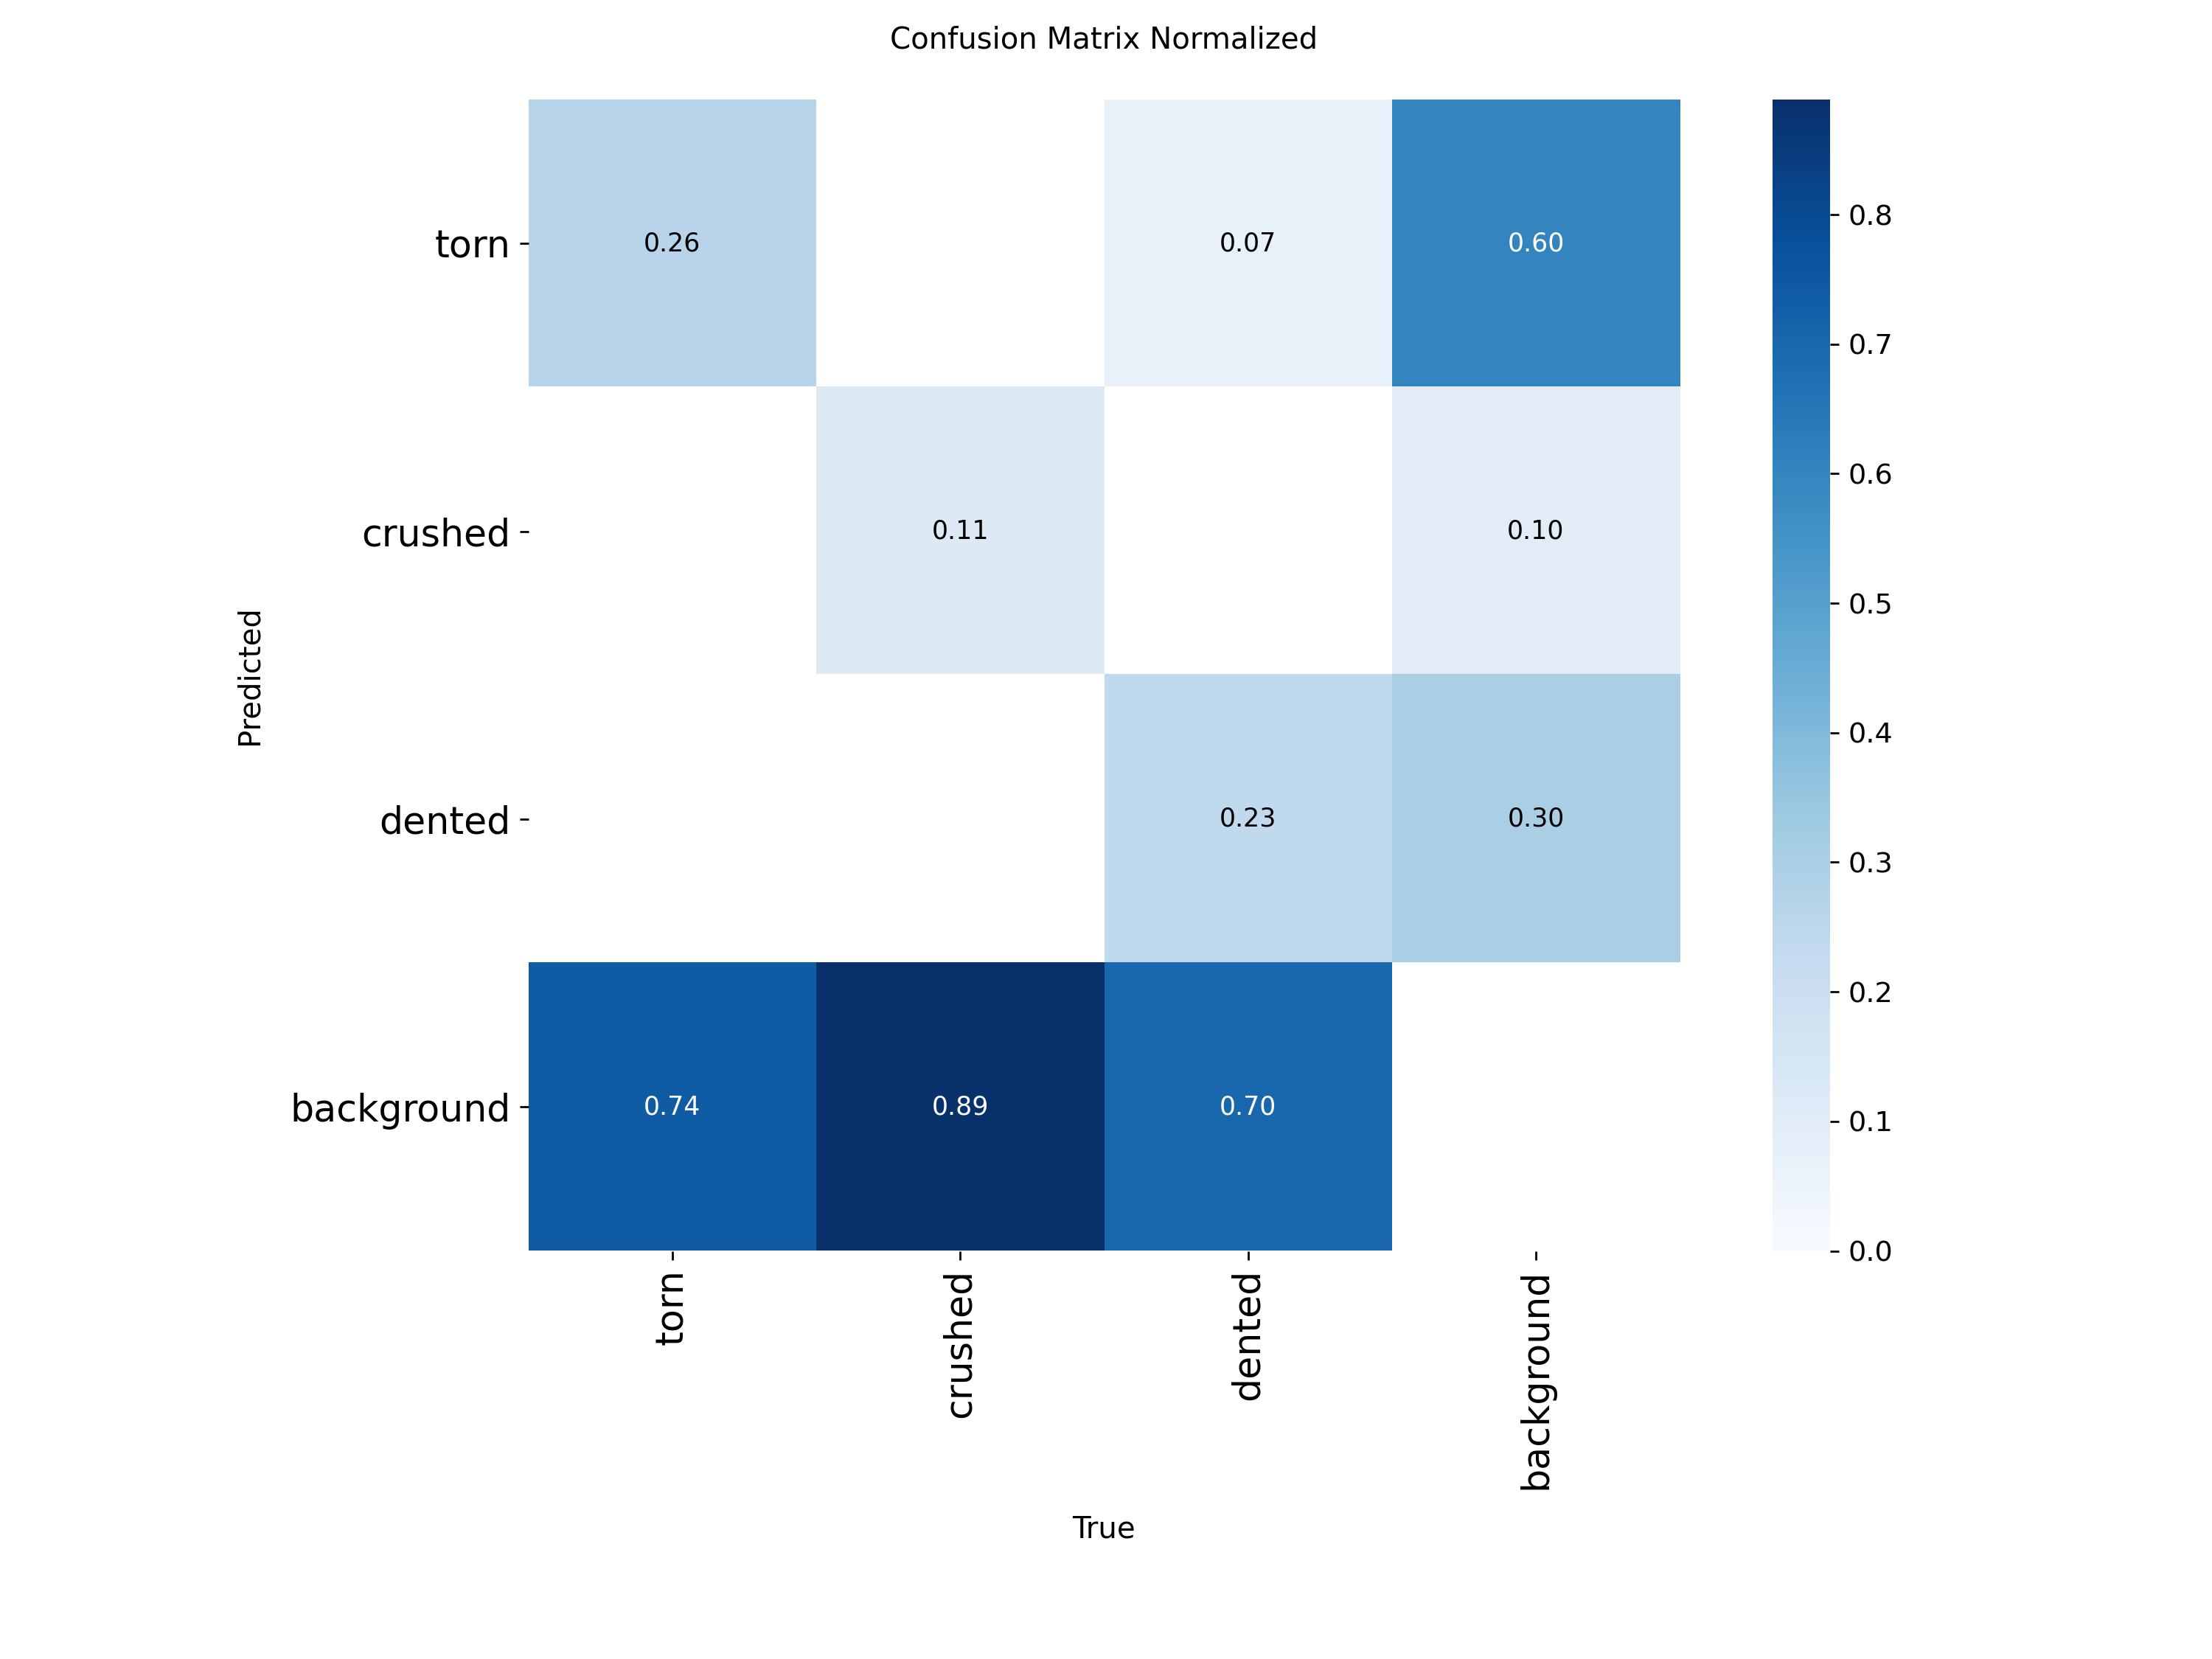 Confusion Matrix Normalized
torn
0.26
0.07
0.60
0.8
0.7
crushed
0.11
0.10
0.6
0.5
Predicted
dented
0.23
0.30
0.4
0.3
background
0.74
0.89
0.70
0.2
0.1
0.0
torn
crushed
dented
background
True